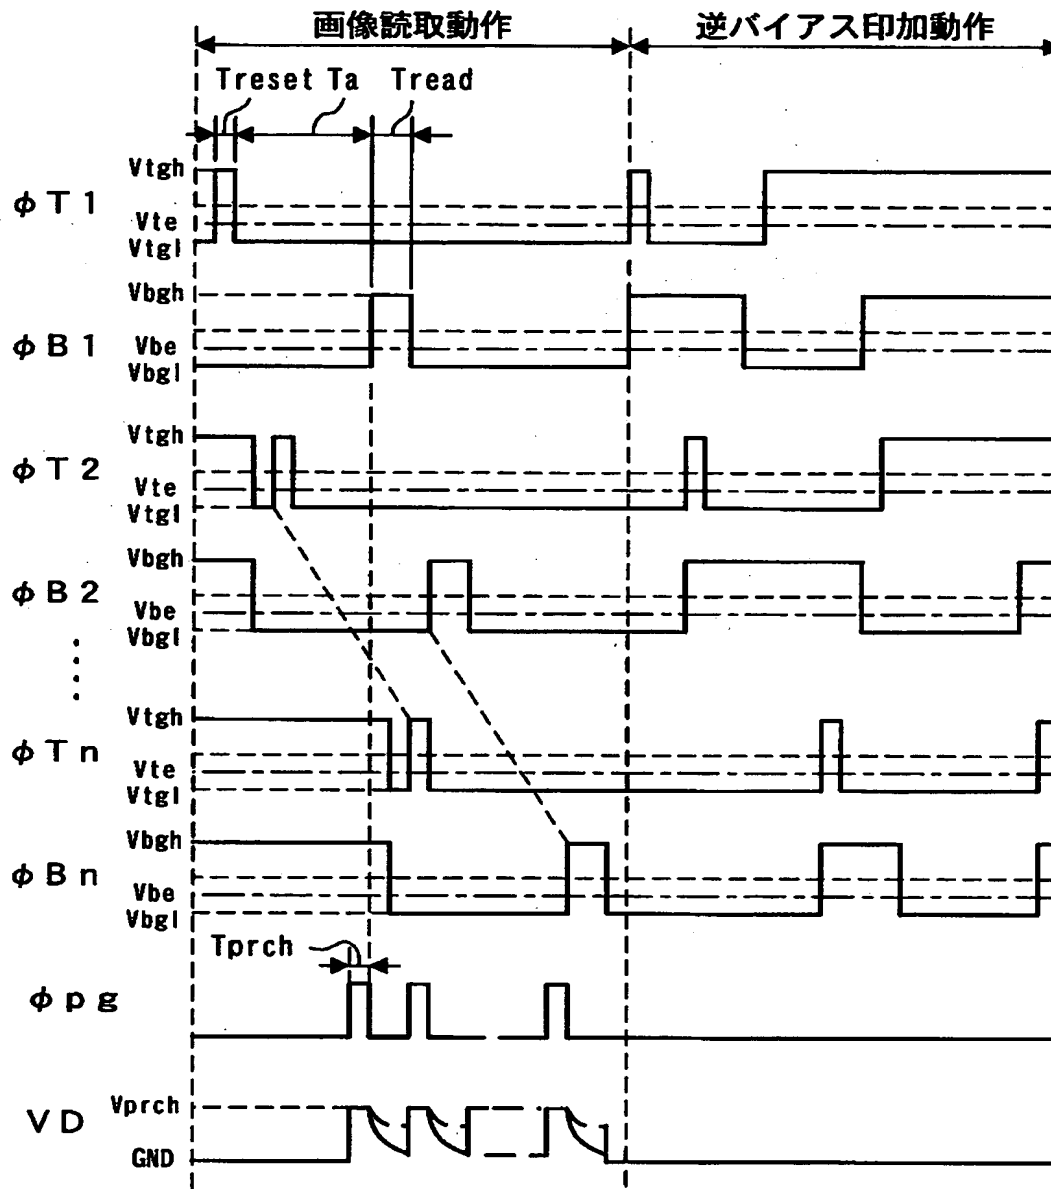 画像読取動作 逆バイアス印加動作
Treset Ta Tread
Vtgh
φT1
Vte
Vtgl
Vbgh
φB1
Vbe
Vbgl
Vtgh
φT2
Vte
Vtgl
Vbgh
φB2
Vbe
Vbgl
Vtgh
φTn
Vte
Vtgl
Vbgh
φBn
Vbe
Vbgl
Tprch
φpg
Vprch
VD
GND